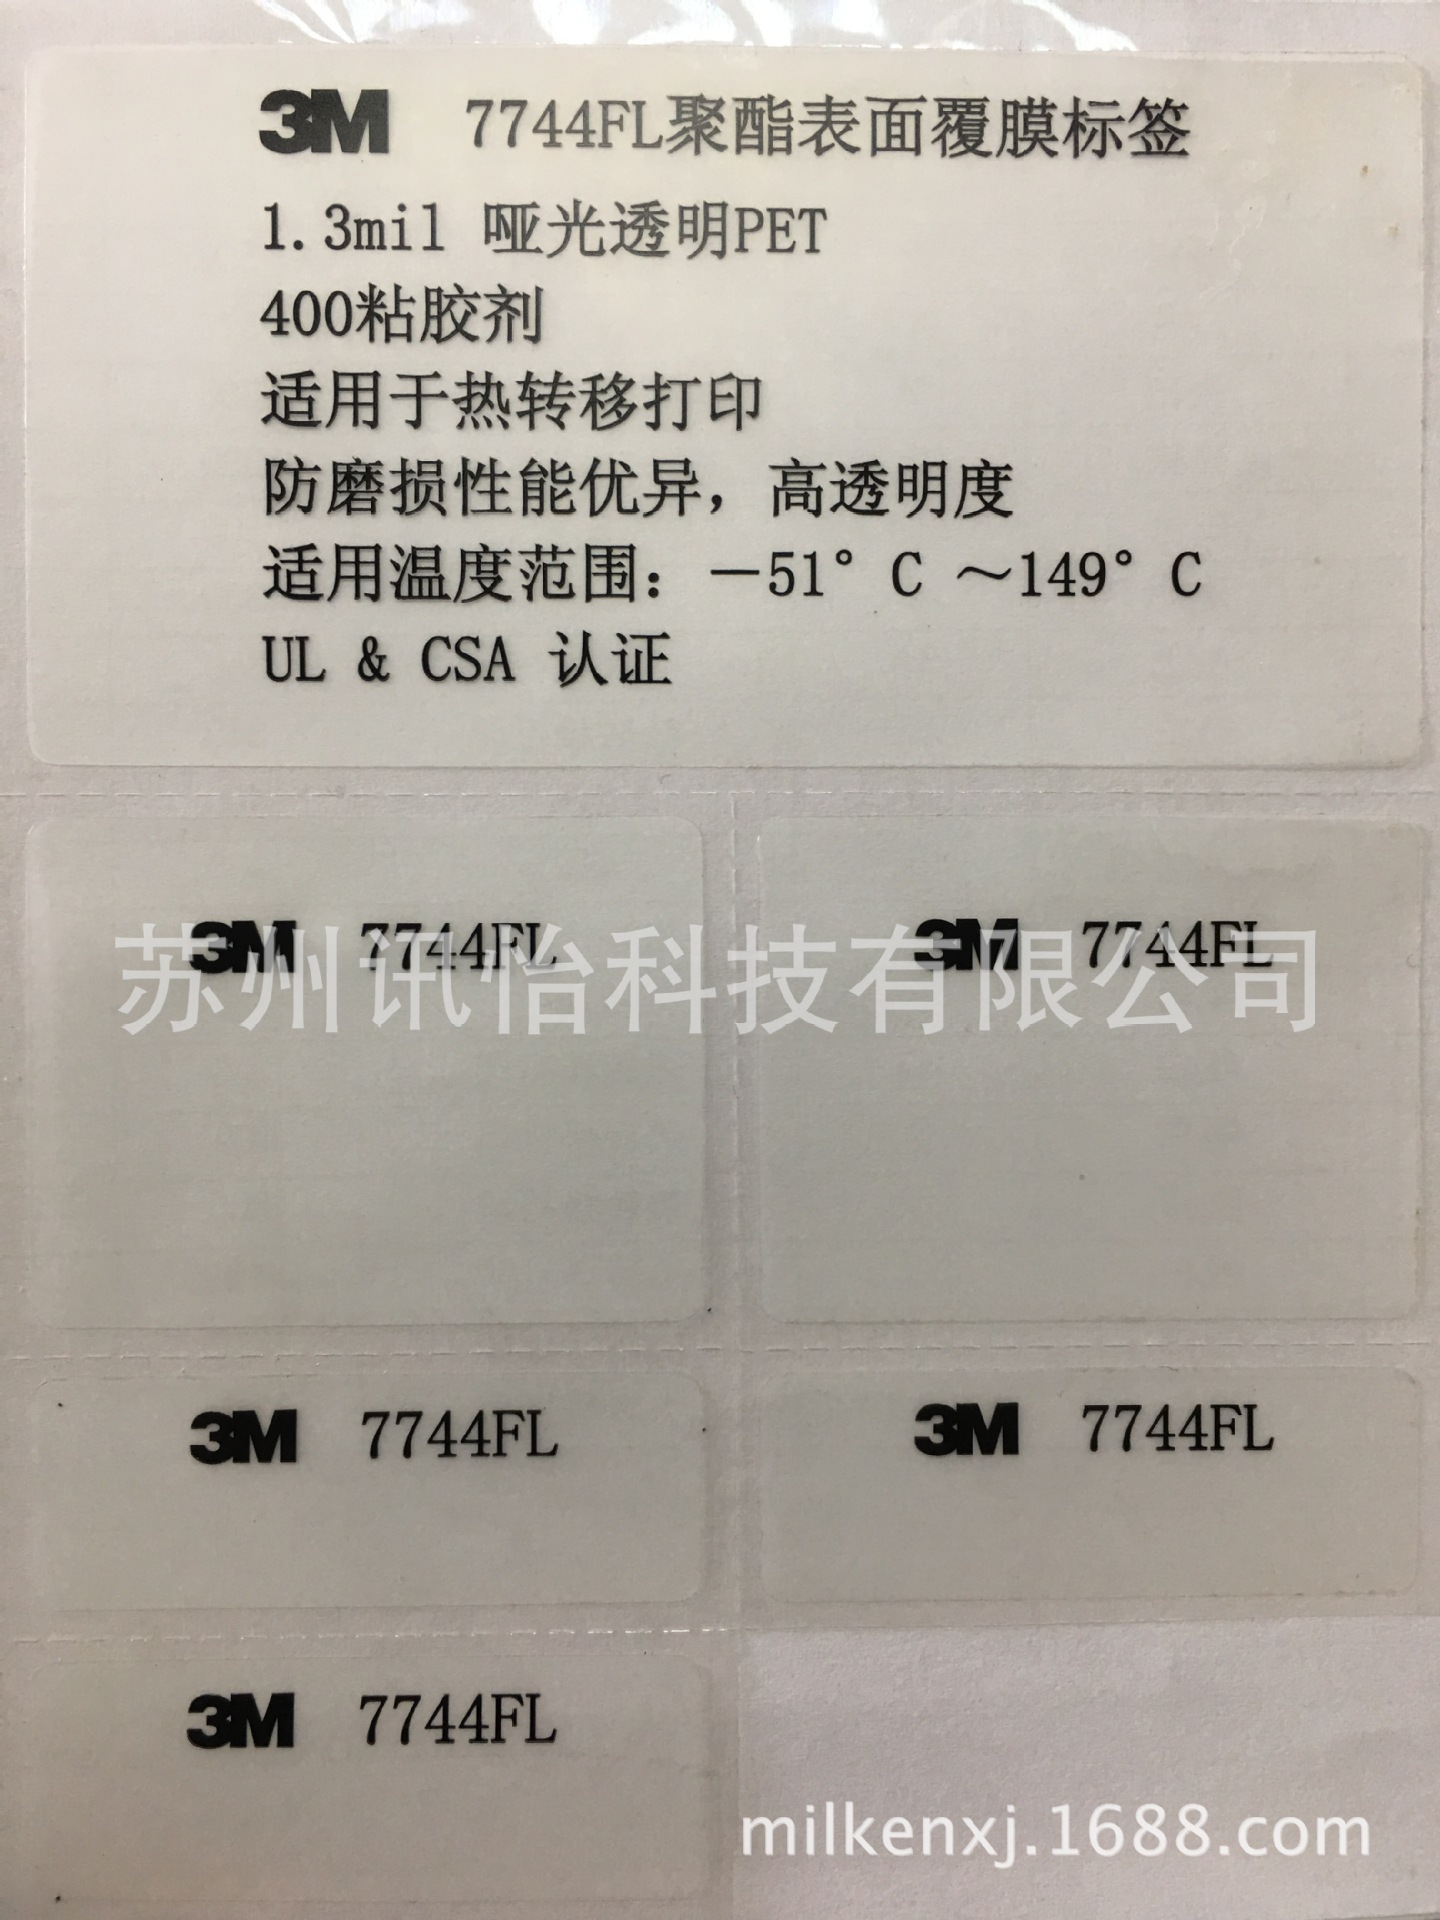 3M 7744FL聚酯表面覆膜标签
1.3mil 哑光透明PET
400粘胶剂
适用于热转移打印
防磨损性能优异，高透明度
适用温度范围：－51°C ～149°C
UL & CSA 认证
3M 7744FL 3M 7744FL
苏州讯怡科技有限公司
3M 7744FL 3M 7744FL
3M 7744FL
milkenxj.1688.com